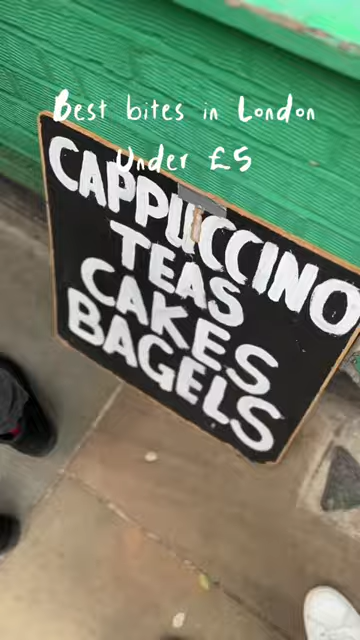 Best bites in London
Under £5
CAPPUCCINO
TEAS
CAKES
BAGELS